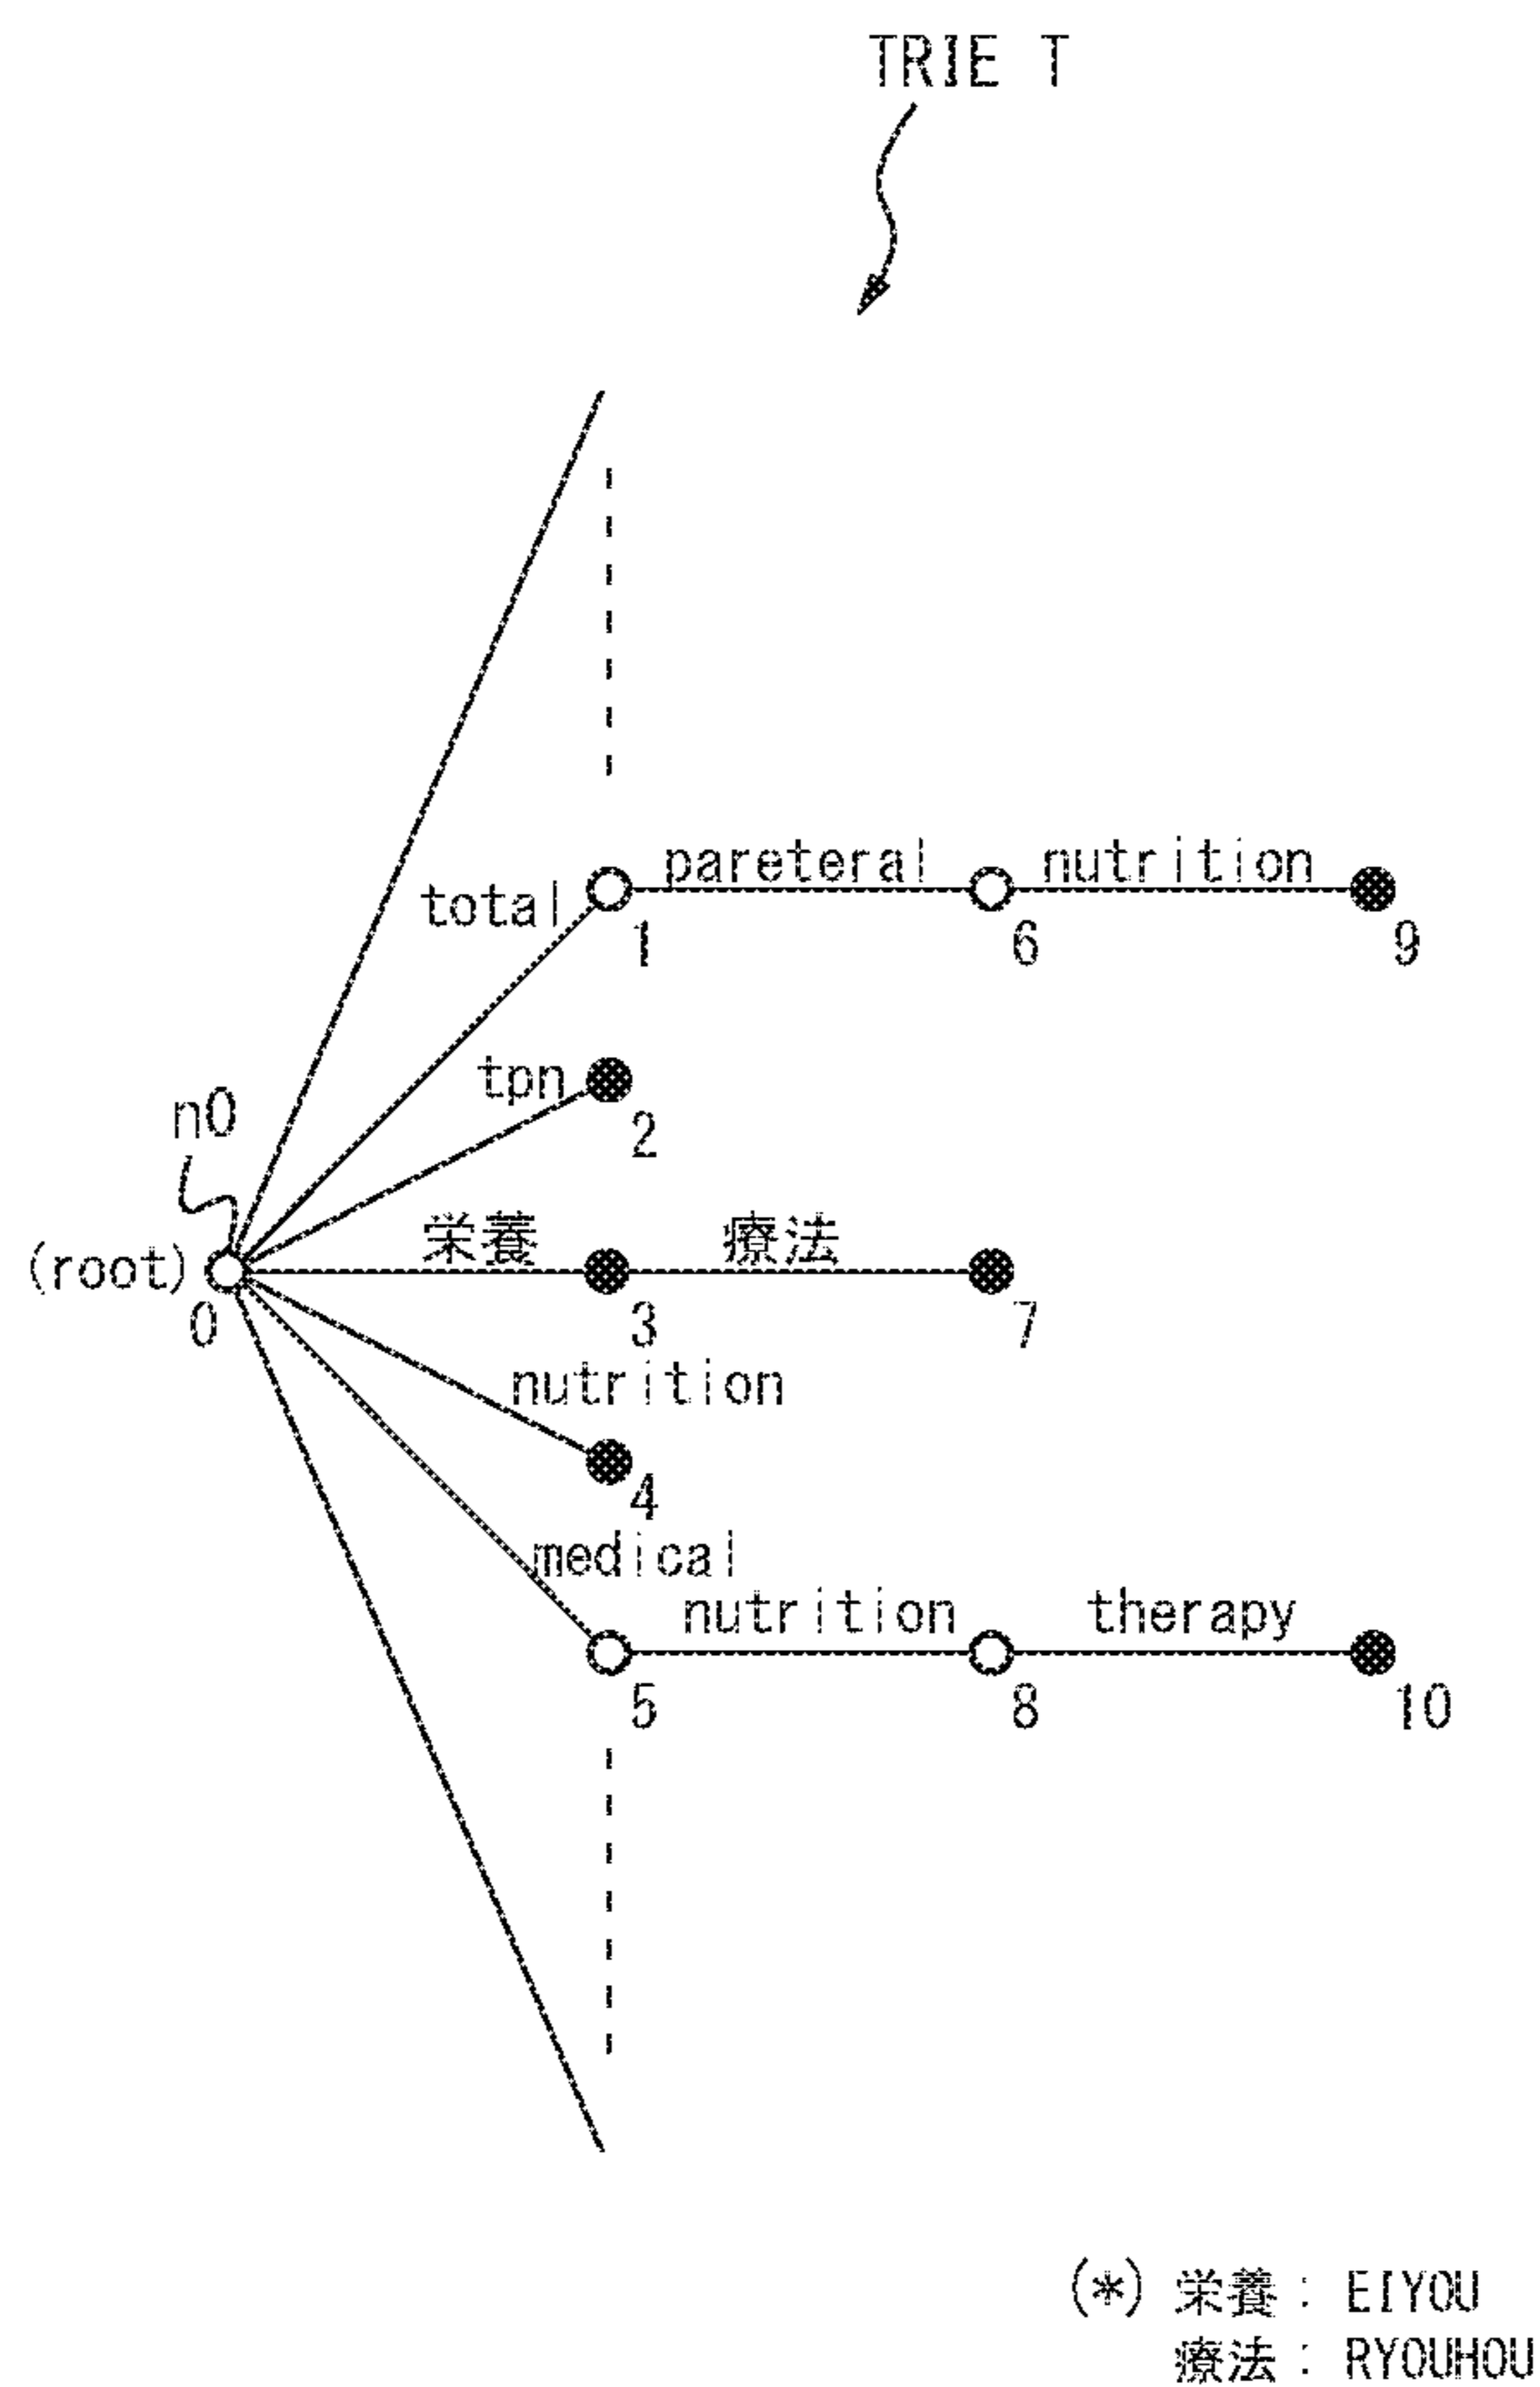 TRIE T
pareteral
nutrition
total
1
6
9
tpn
n0
2
栄養
療法
(root)
0
3
7
nutrition
4
medical
nutrition
therapy
5
8
10
(*) 栄養 : EIYOU
療法 : RYOUHOU